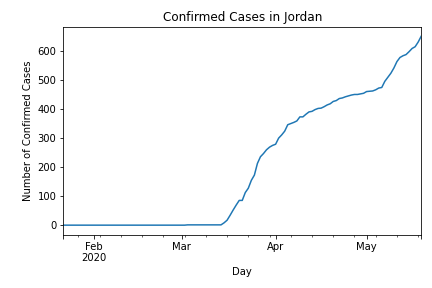 Confirmed Cases in Jordan
Number of Confirmed Cases
600
500
400
300
200
100
0
Feb
2020
Mar
Apr
May
Day